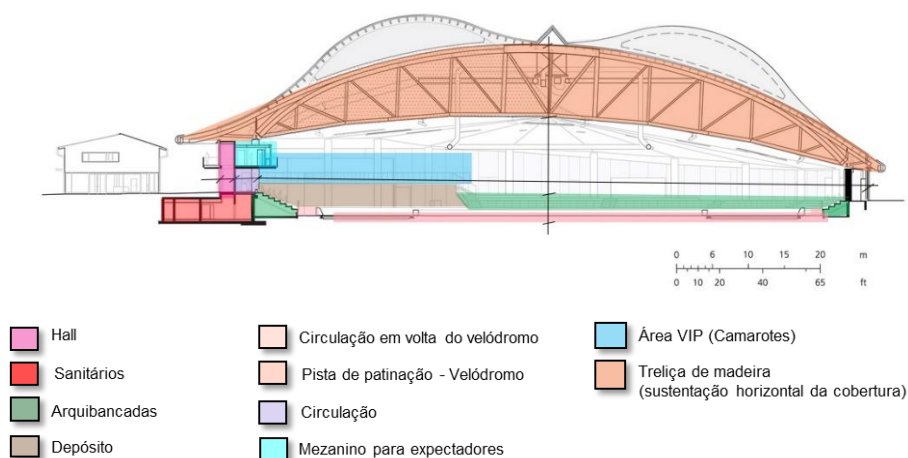 0 6 10 15 20 m
0 10 20 40 65 ft
Hall
Sanitários
Arquibancadas
Depósito
Circulação em volta do velódromo
Pista de patinação - Velódromo
Circulação
Mezanino para expectadores
Área VIP (Camarotes)
Treliça de madeira
(sustentação horizontal da cobertura)